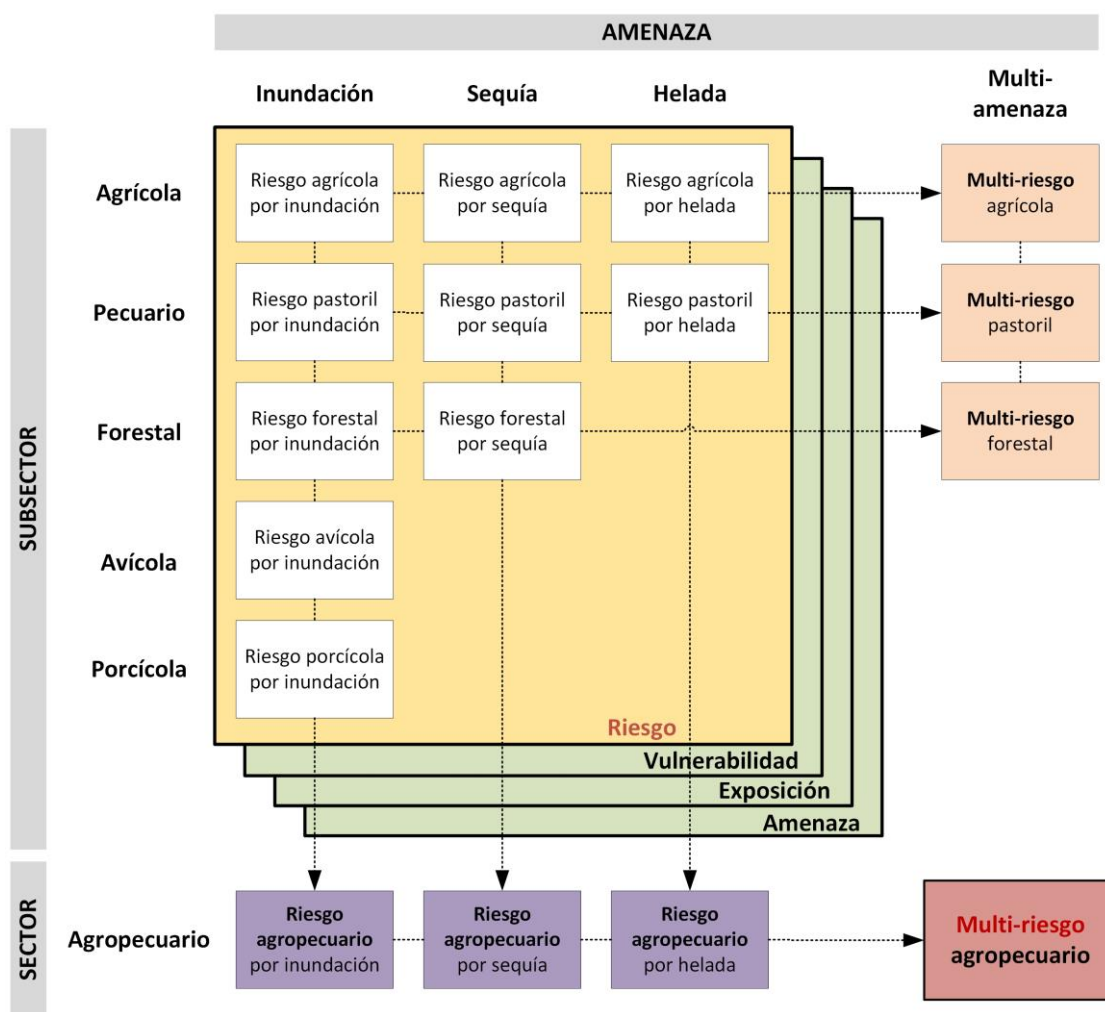 AMENAZA
Inundación
Sequía
Helada
Multi-
amenaza
SUBSECTOR
Agrícola
Riesgo agrícola
por inundación
Riesgo agrícola
por sequía
Riesgo agrícola
por helada
Multi-riesgo
agrícola
Pecuario
Riesgo pastoril
por inundación
Riesgo pastoril
por sequía
Riesgo pastoril
por helada
Multi-riesgo
pastoril
Forestal
Riesgo forestal
por inundación
Riesgo forestal
por sequía
Multi-riesgo
forestal
Avícola
Riesgo avícola
por inundación
Porcícola
Riesgo porcícola
por inundación
Riesgo
Vulnerabilidad
Exposición
Amenaza
SECTOR
Agropecuario
Riesgo
agropecuario
por inundación
Riesgo
agropecuario
por sequía
Riesgo
agropecuario
por helada
Multi-riesgo
agropecuario